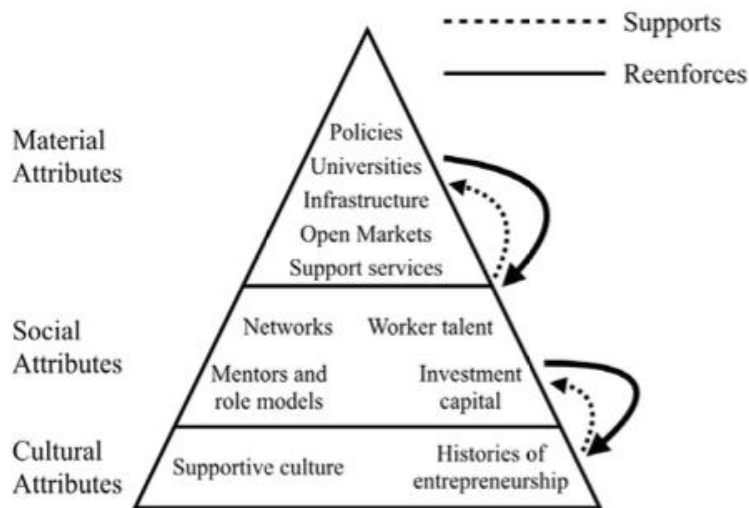 Supports
Reenforces
Material
Attributes
Policies
Universities
Infrastructure
Open Markets
Support services
Social
Attributes
Networks
Worker talent
Mentors and
role models
Investment
capital
Cultural
Attributes
Supportive culture
Histories of
entrepreneurship